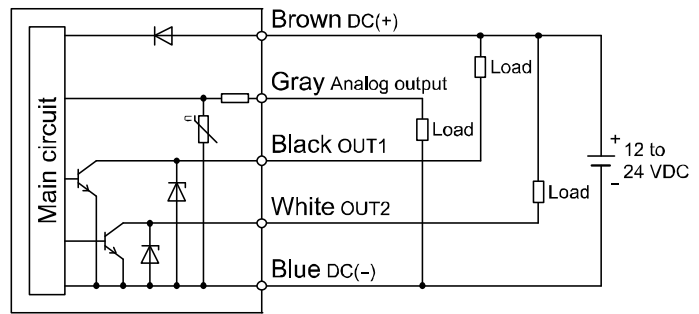 Brown DC(+)
Gray Analog output
Load
Load
Black OUT1
Main circuit
+
12 to
24 VDC
−
White OUT2
Load
Blue DC(−)
U